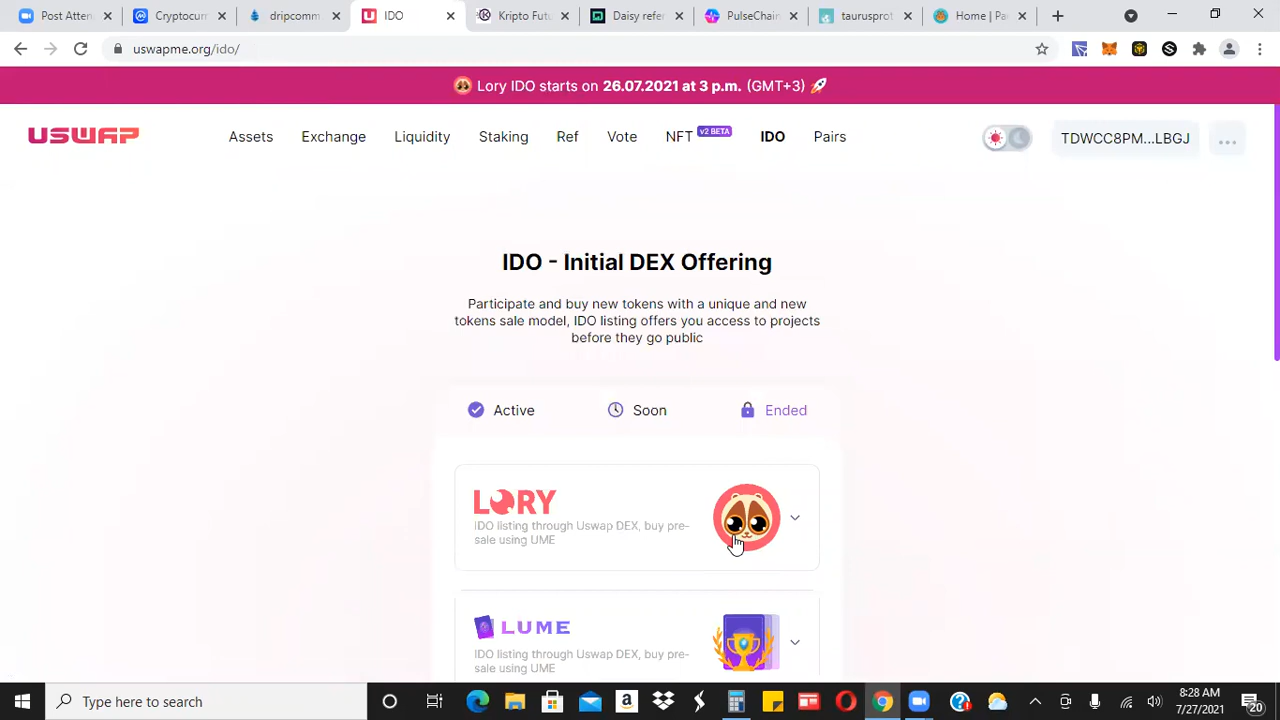 Post Atten
Cryptocurr
dripcomm
IDO
Kripto Futu
Daisy refer
PulseChain
taurusprot
Home | Pa
uswapme.org/ido/
Lory IDO starts on 26.07.2021 at 3 p.m. (GMT+3)
USWAP
Assets
Exchange
Liquidity
Staking
Ref
Vote
NFT v2 BETA
IDO
Pairs
TDWCC8PM...LBGJ
...
IDO - Initial DEX Offering
Participate and buy new tokens with a unique and new
tokens sale model, IDO listing offers you access to projects
before they go public
Active
Soon
Ended
LORY
IDO listing through Uswap DEX, buy pre-
sale using UME
LUME
IDO listing through Uswap DEX, buy pre-
sale using UME
Type here to search
8:28 AM
7/27/2021
20